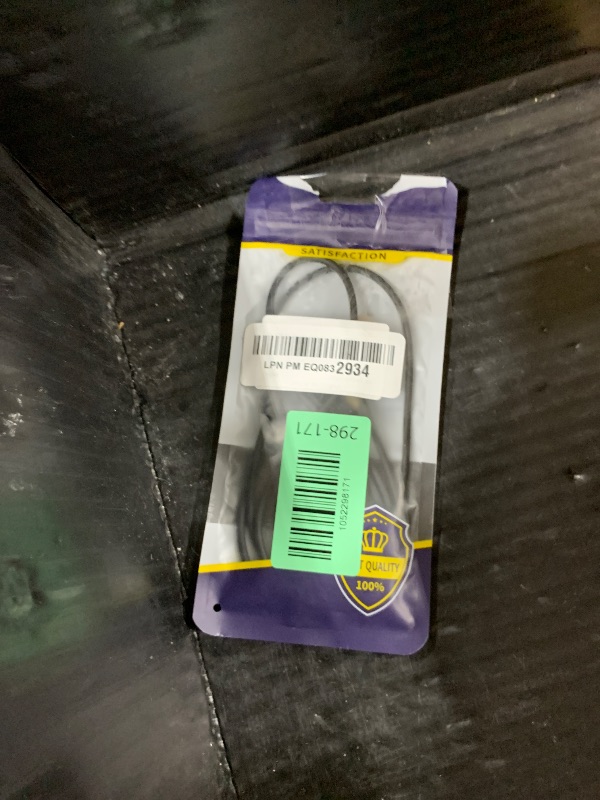 SATISFACTION
LPN PM EQ0832934
298-171
1052298171
T QUALITY
100%